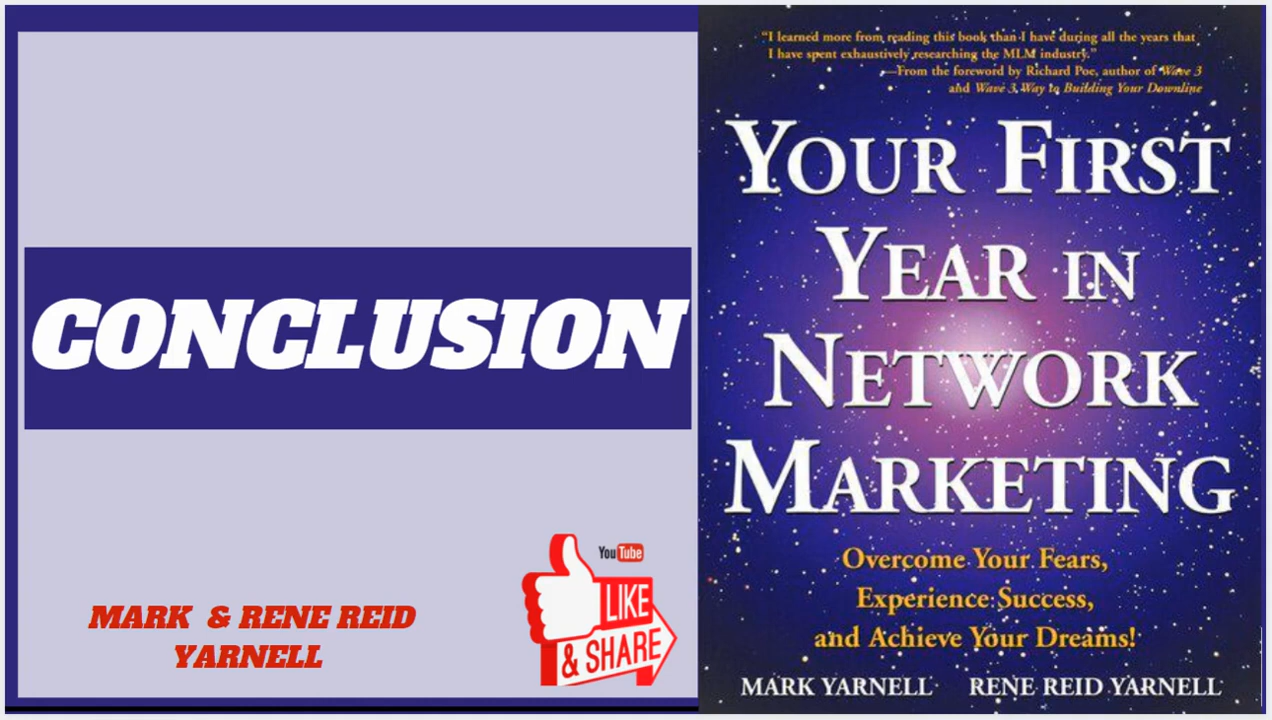 CONCLUSION
MARK & RENE REID
YARNELL
YouTube
LIKE
& SHARE
“I learned more from reading this book than I have during all the years that
I have spent exhaustively researching the MLM industry.”
—From the foreword by Richard Poe, author of Wave 3
and Wave 3 Way to Building Your Downline
YOUR FIRST
YEAR IN
NETWORK
MARKETING
Overcome Your Fears,
Experience Success,
and Achieve Your Dreams!
MARK YARNELL RENE REID YARNELL